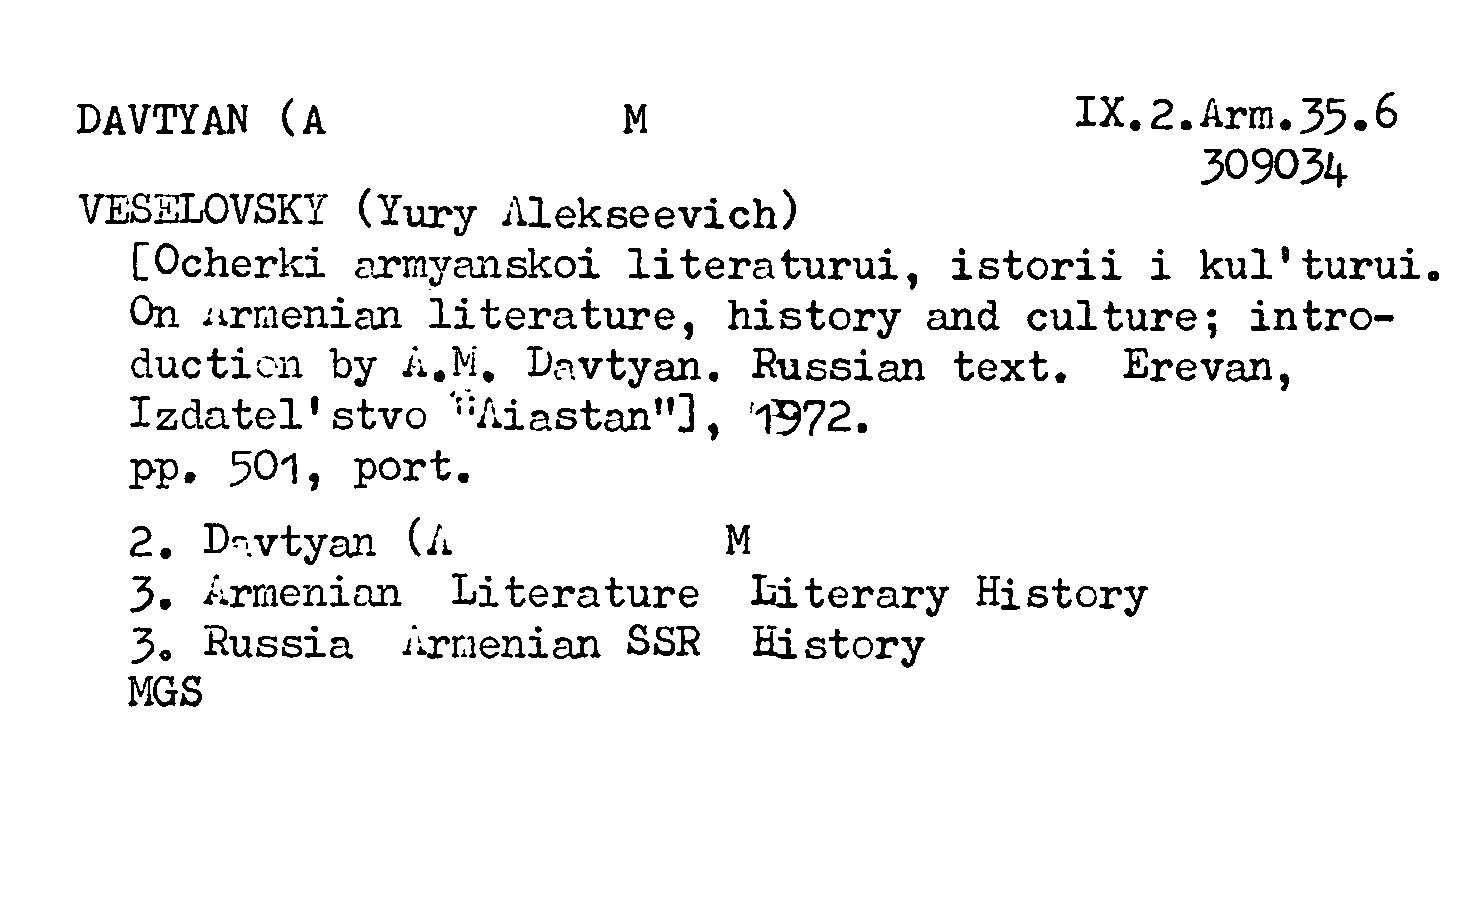 DAVTYAN (A M IX.2.Arm.35.6
309034
VESELOVSKY (Yury Alekseevich)
[Ocherki armyanskoi literaturui, istorii i kul'turui.
On Armenian literature, history and culture; intro-
duction by A.M. Davtyan. Russian text. Erevan,
Izdatel'stvo "Aiastan"], 1972.
pp. 501, port.
2. Davtyan (A M
3. Armenian Literature Literary History
3. Russia Armenian SSR History
MGS